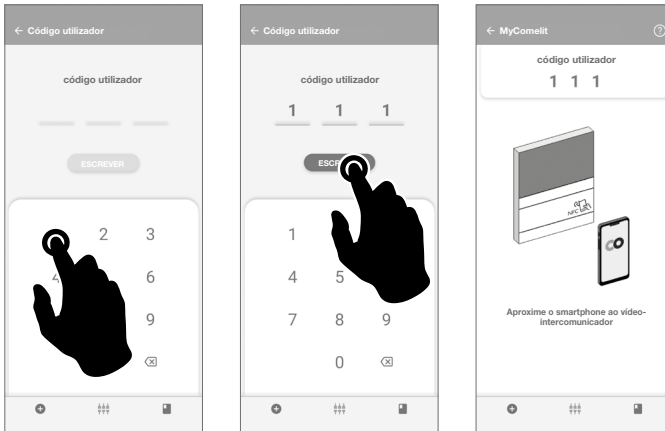 ← Código utilizador
código utilizador
ESCREVER
2 3
4
6
9
← Código utilizador
código utilizador
1 1 1
ESCR
1
4 5
7 8 9
0
← MyComelit ?
código utilizador
1 1 1
NFC
Aproxime o smartphone ao vídeo-
intercomunicador